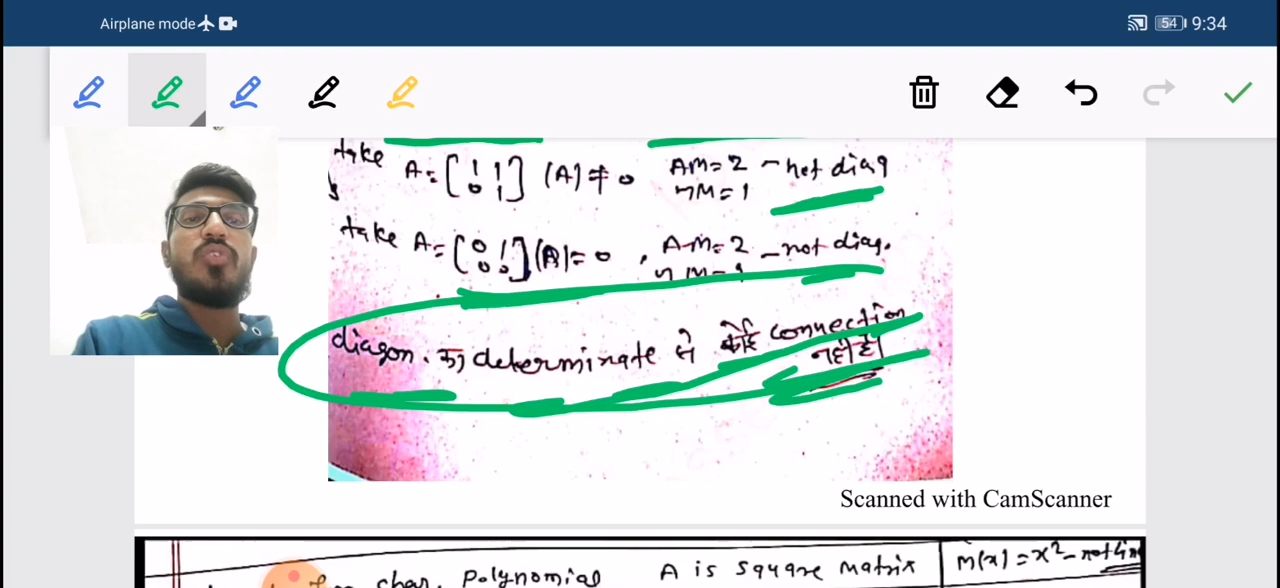 Airplane mode 54 9:34
take A = [1 1 0 1] (A) ≠ 0 AM = 2 - not diag
GM = 1
take A = [0 1 0 0] (A) = 0 , AM = 2 - not diag.
diagon. का determinate से कोई connection
नही है
Scanned with CamScanner
char. Polynomial A is square matrix m(x) = x² - not